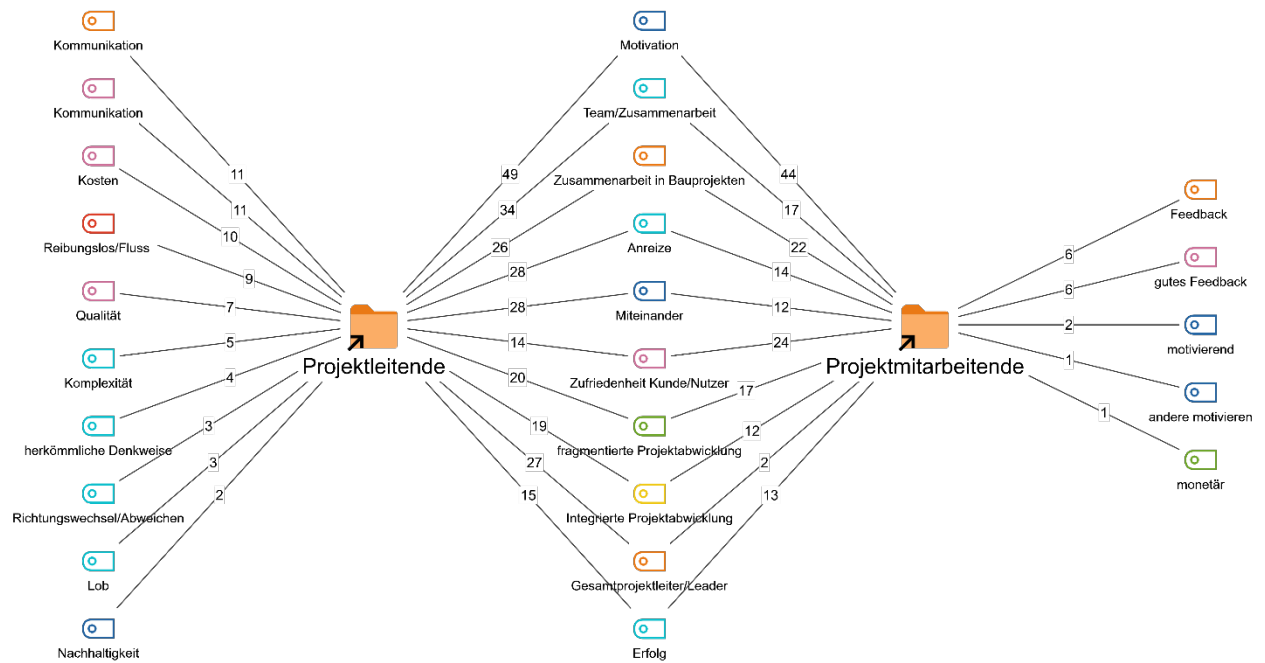 Kommunikation
Kommunikation
Kosten
Reibungslos/Fluss
Qualität
Komplexität
herkömmliche Denkweise
Richtungswechsel/Abweichen
Lob
Nachhaltigkeit
11
11
10
9
7
5
4
3
3
2
Projektleitende
49
34
26
28
28
14
20
19
27
15
Motivation
Team/Zusammenarbeit
Zusammenarbeit in Bauprojekten
Anreize
Miteinander
Zufriedenheit Kunde/Nutzer
fragmentierte Projektabwicklung
Integrierte Projektabwicklung
Gesamtprojektleiter/Leader
Erfolg
44
17
22
14
12
24
17
12
2
13
Projektmitarbeitende
6
6
2
1
1
Feedback
gutes Feedback
motivierend
andere motivieren
monetär